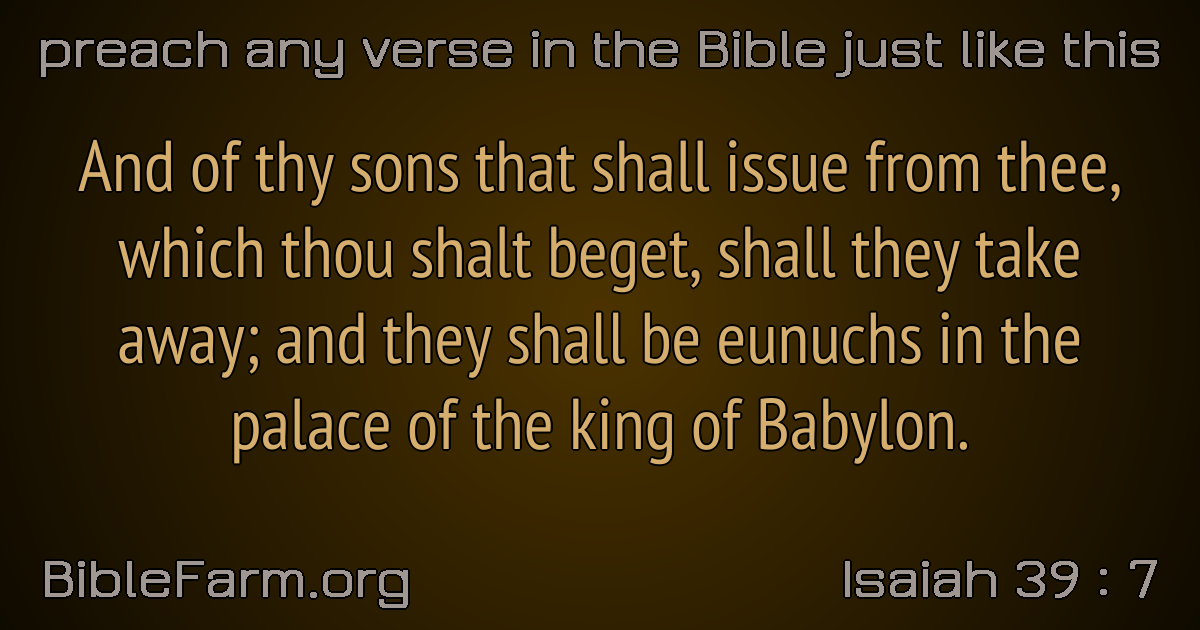 preach any verse in the Bible just like this
And of thy sons that shall issue from thee,
which thou shalt beget, shall they take
away; and they shall be eunuchs in the
palace of the king of Babylon.
BibleFarm.org
Isaiah 39 : 7